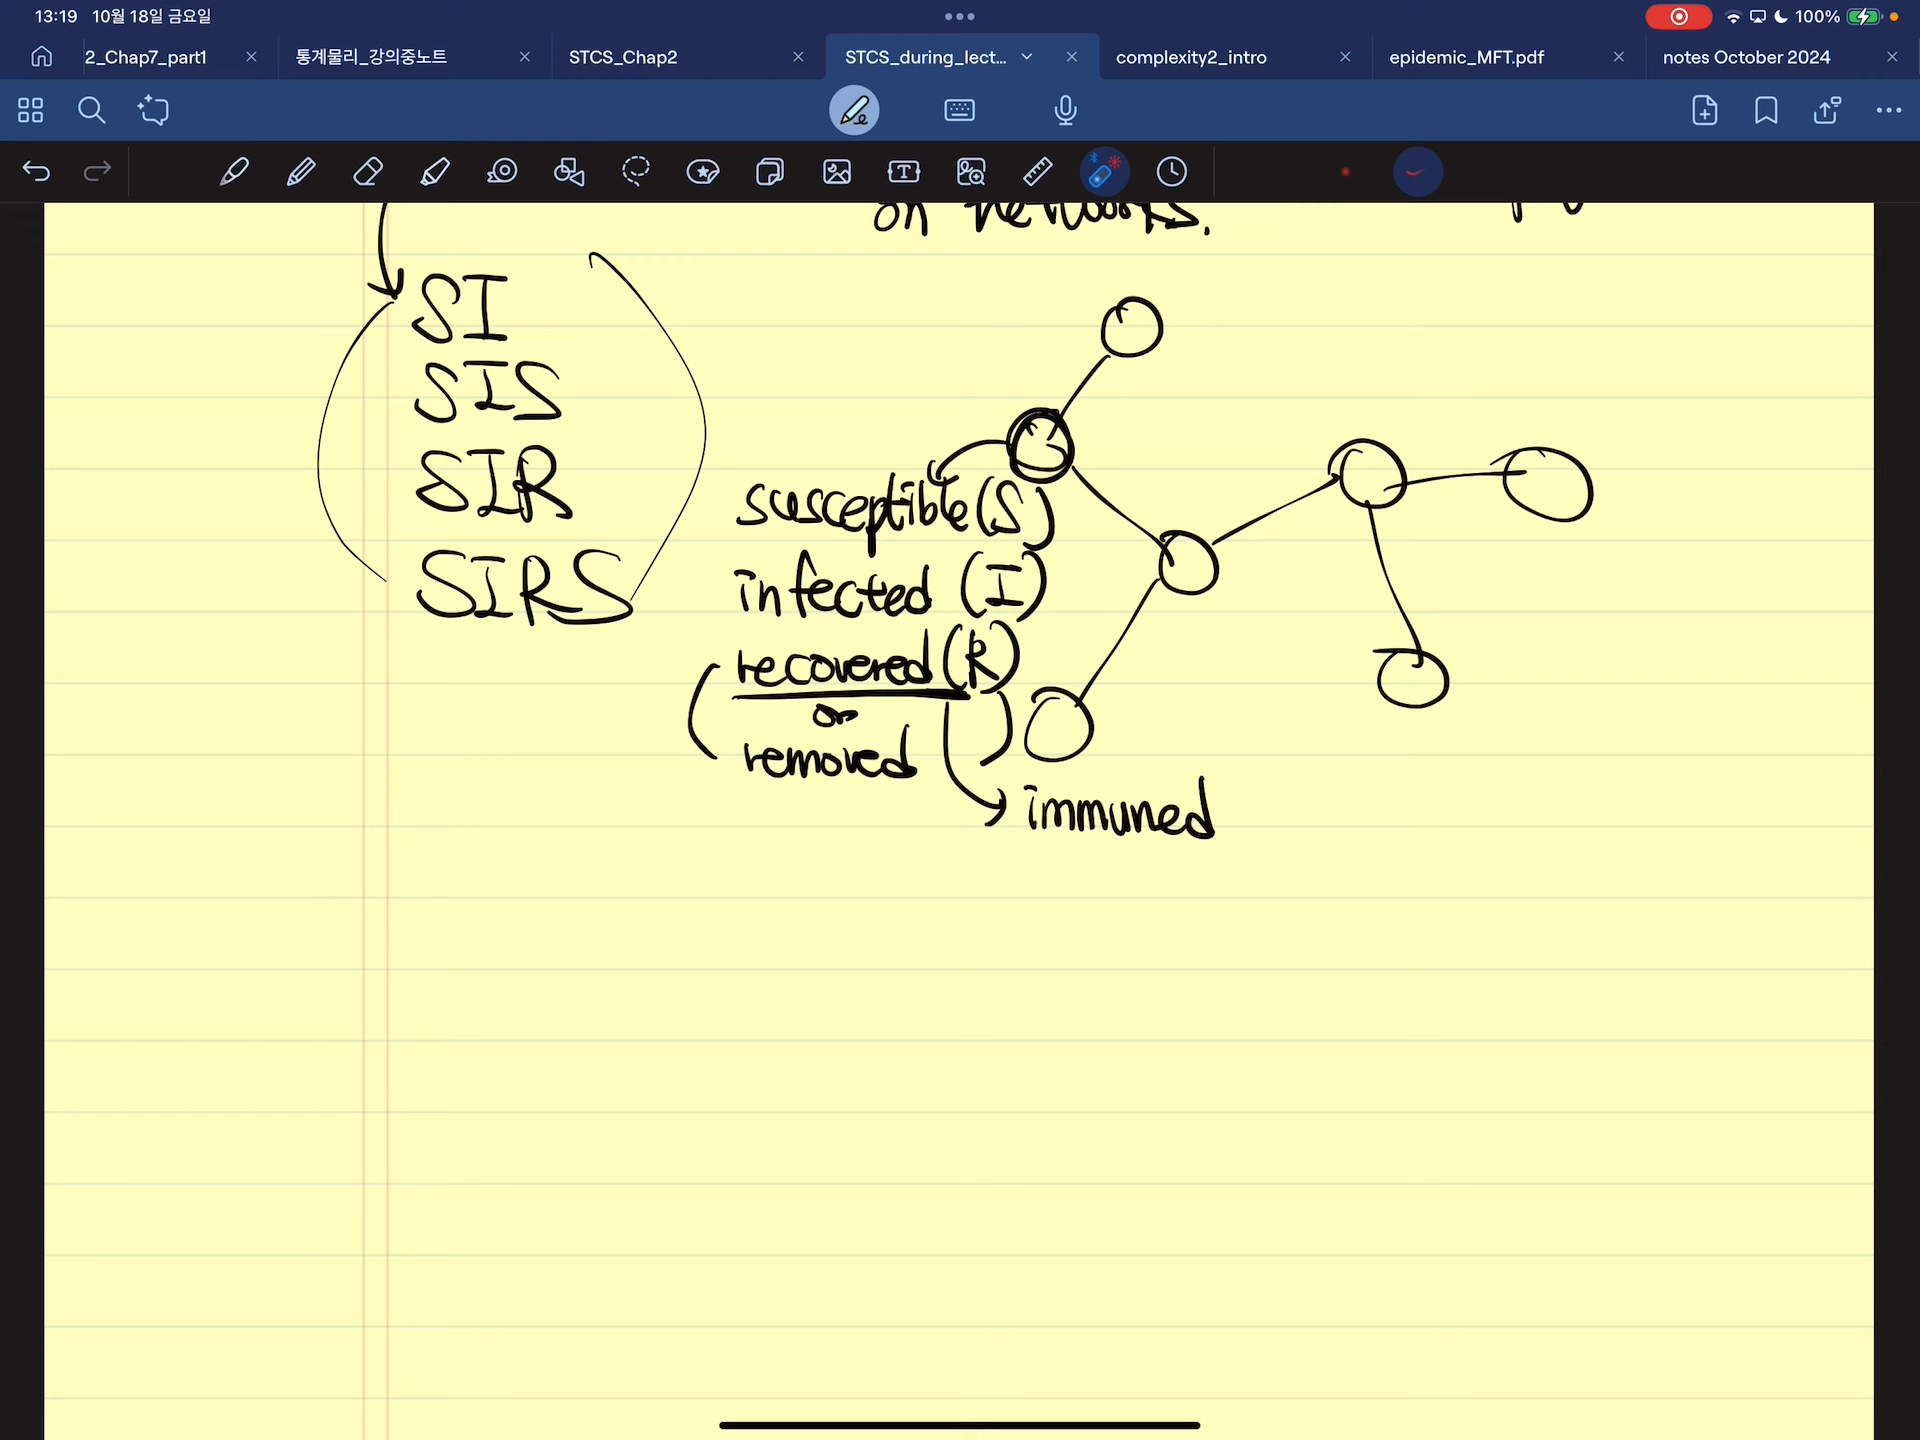 13:19 10월 18일 금요일
100%
2_Chap7_part1
통계물리_강의중노트
STCS_Chap2
STCS_during_lect...
complexity2_intro
epidemic_MFT.pdf
notes October 2024
on networks.
SI
SIS
SIR
SIRS
susceptible (S)
infected (I)
recovered (R)
or
removed
immuned